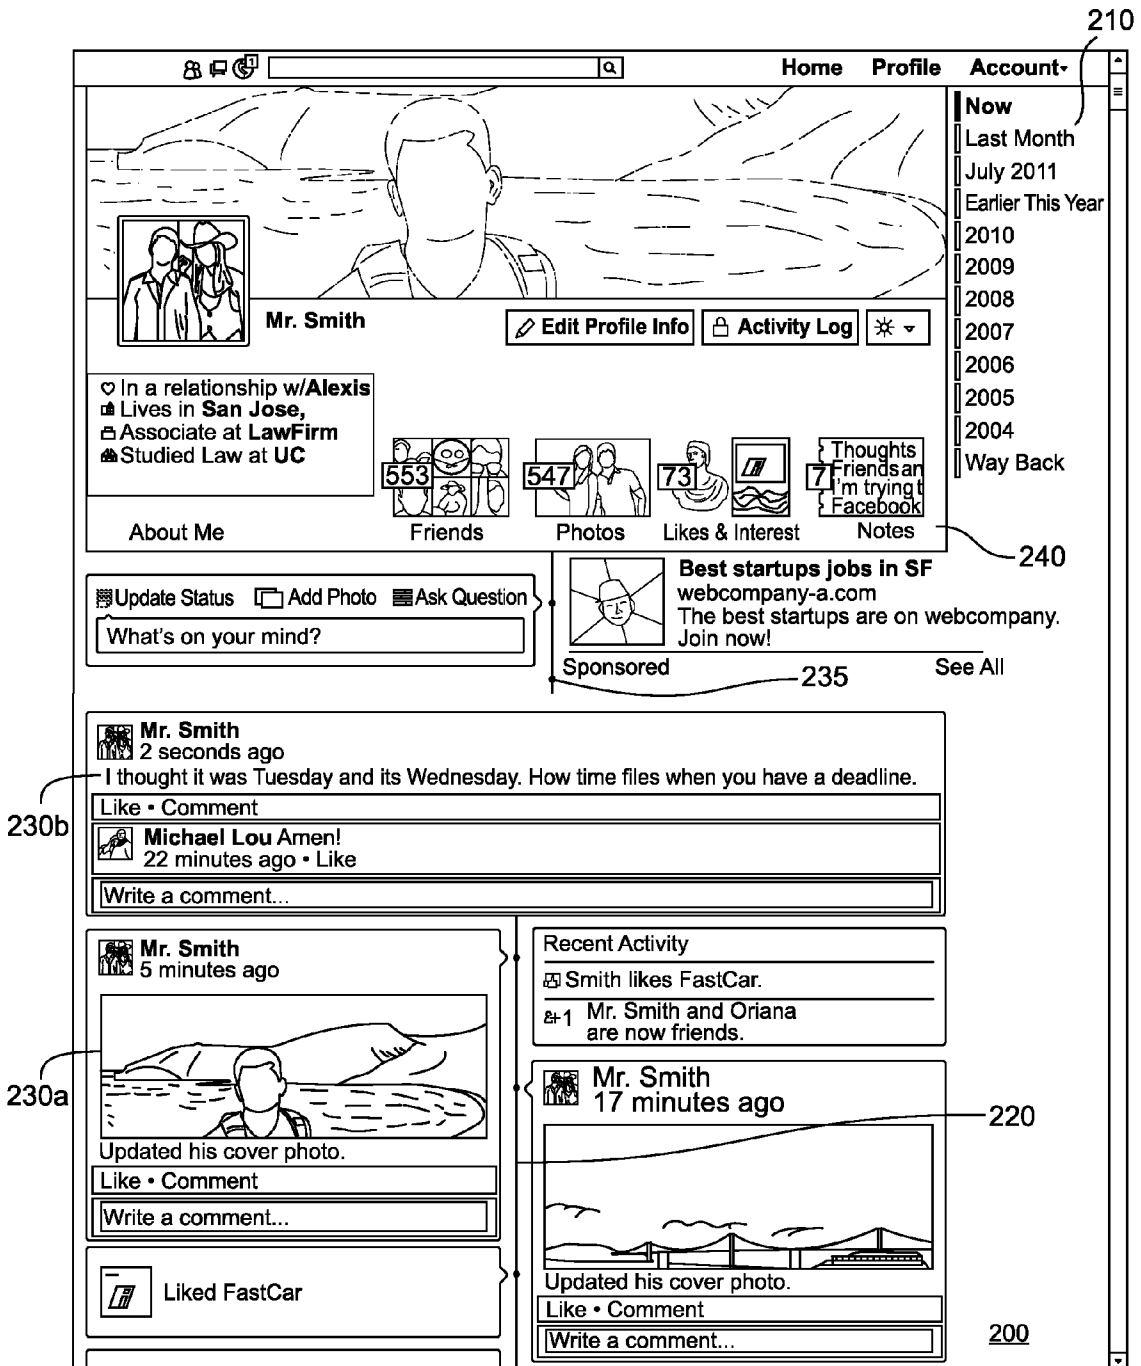 210
1
Home Profile Account
Now
Last Month
July 2011
Earlier This Year
2010
2009
2008
2007
2006
2005
2004
Way Back
Mr. Smith
Edit Profile Info
Activity Log
In a relationship w/Alexis
Lives in San Jose,
Associate at LawFirm
Studied Law at UC
About Me
553
Friends
547
Photos
73
Likes & Interest
7
Thoughts
Friends an
I'm trying t
Facebook
Notes
240
Update Status Add Photo Ask Question
What's on your mind?
Best startups jobs in SF
webcompany-a.com
The best startups are on webcompany.
Join now!
Sponsored See All
235
Mr. Smith
2 seconds ago
I thought it was Tuesday and its Wednesday. How time files when you have a deadline.
230b
Like • Comment
Michael Lou Amen!
22 minutes ago • Like
Write a comment...
Mr. Smith
5 minutes ago
230a
Updated his cover photo.
Like • Comment
Write a comment...
Liked FastCar
Recent Activity
Smith likes FastCar.
+1 Mr. Smith and Oriana
are now friends.
Mr. Smith
17 minutes ago
220
Updated his cover photo.
Like • Comment
Write a comment...
200